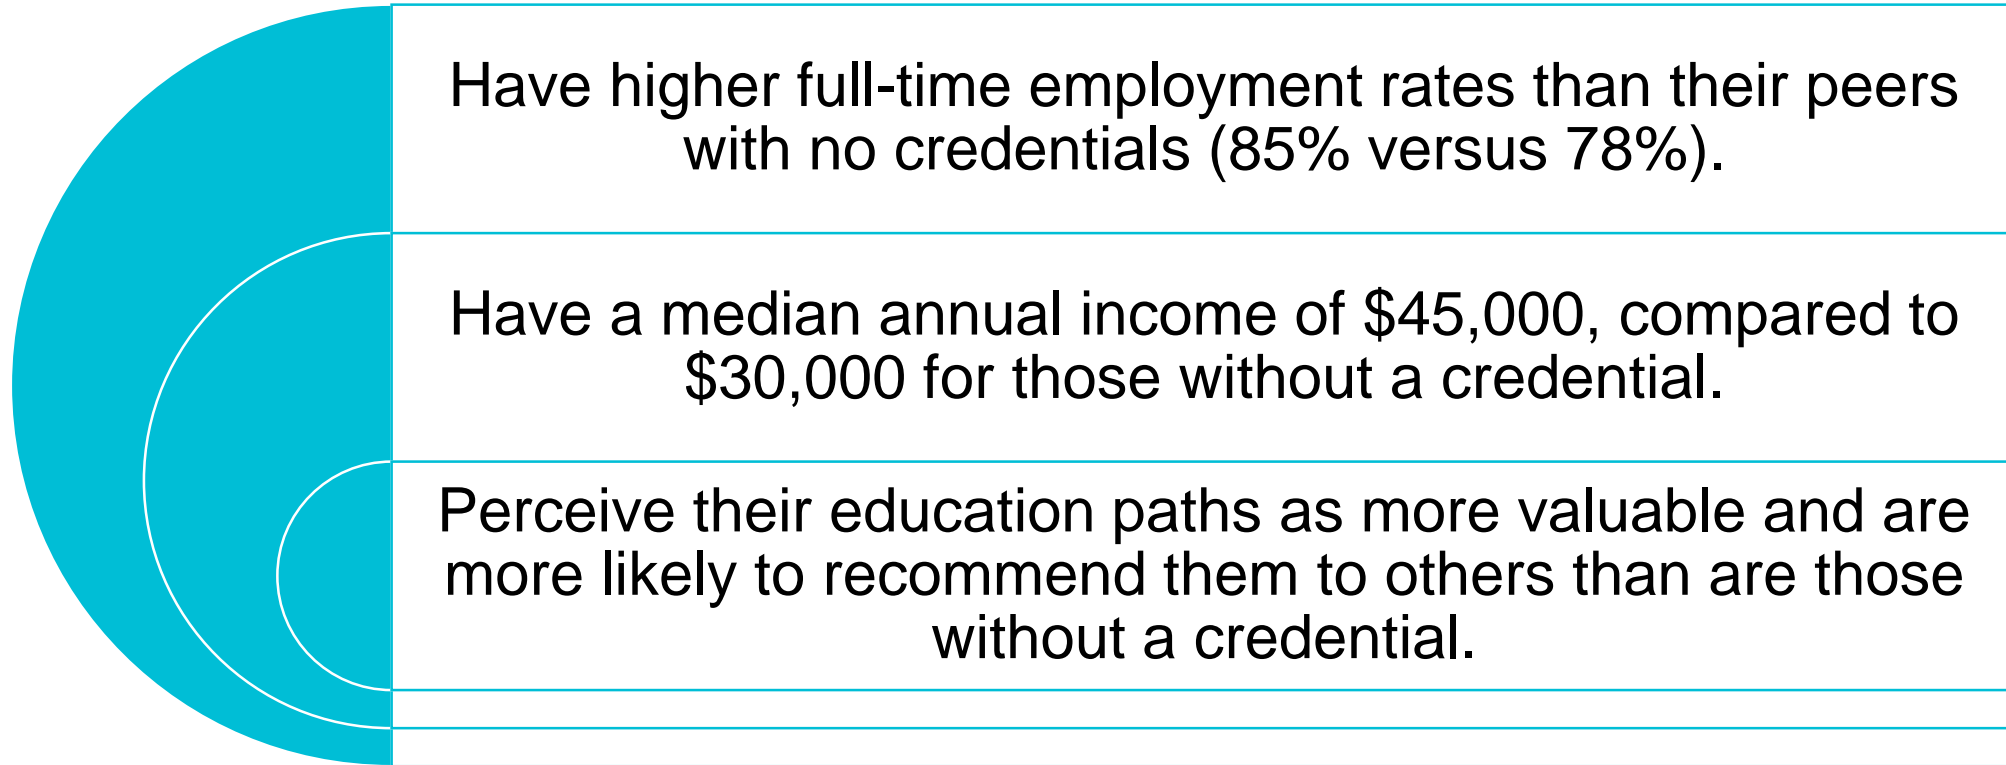 Have higher full-time employment rates than their peers
with no credentials (85% versus 78%).
Have a median annual income of $45,000, compared to
$30,000 for those without a credential.
Perceive their education paths as more valuable and are
more likely to recommend them to others than are those
without a credential.